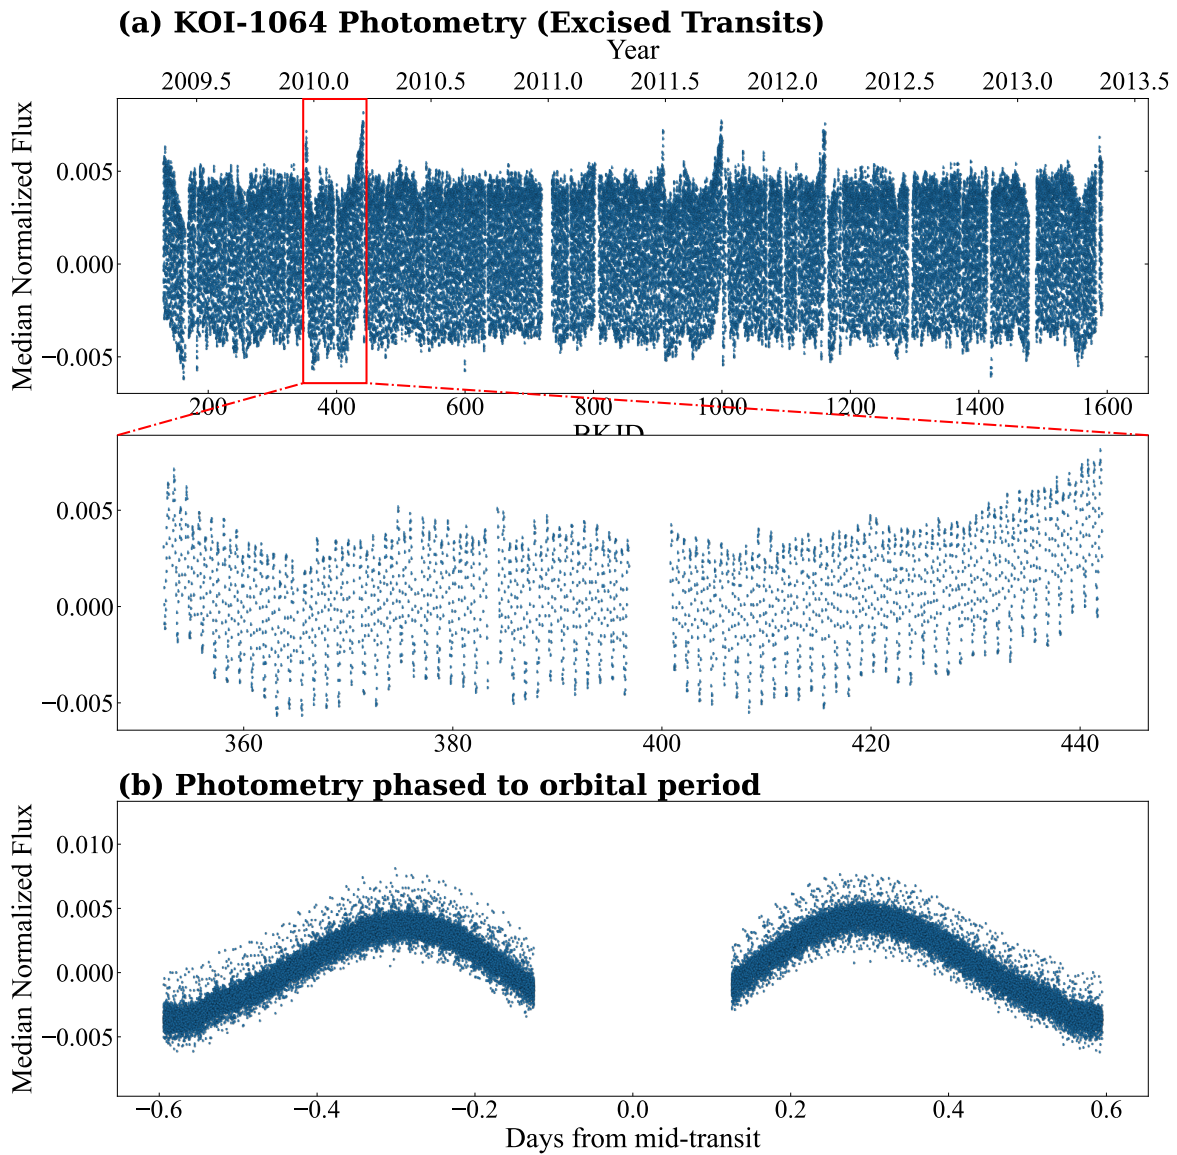 (a) KOI-1064 Photometry (Excised Transits)
Year
2009.5 2010.0 2010.5 2011.0 2011.5 2012.0 2012.5 2013.0 2013.5
Median Normalized Flux
0.005
0.000
−0.005
200 400 600 800 1000 1200 1400 1600
BKJD
0.005
0.000
−0.005
360 380 400 420 440
(b) Photometry phased to orbital period
Median Normalized Flux
0.010
0.005
0.000
−0.005
−0.6 −0.4 −0.2 0.0 0.2 0.4 0.6
Days from mid-transit